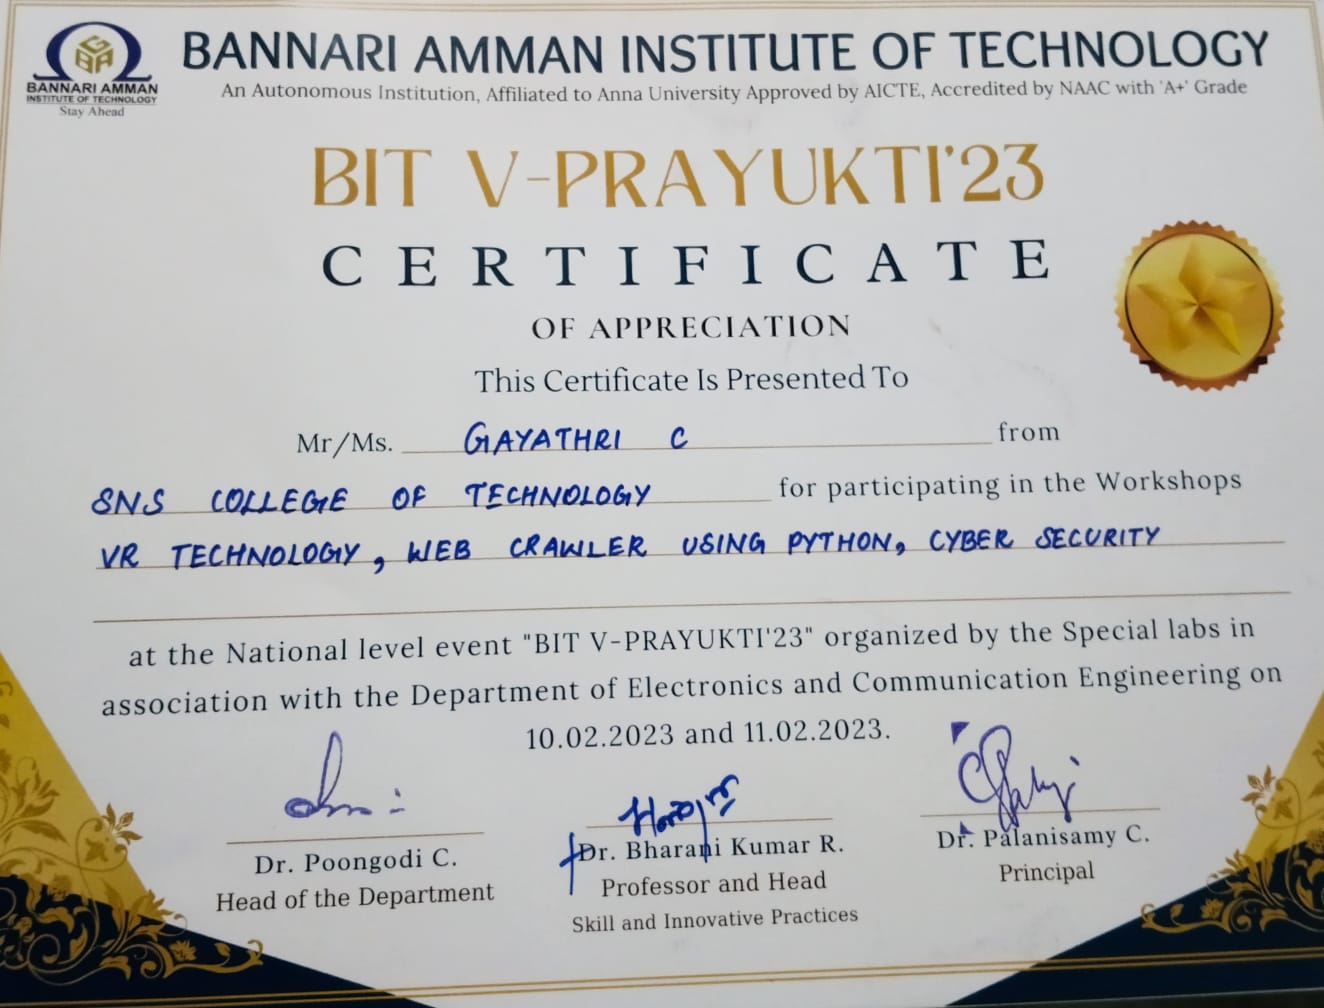 BANNARI AMMAN
INSTITUTE OF TECHNOLOGY
Stay Ahead
BANNARI AMMAN INSTITUTE OF TECHNOLOGY
An Autonomous Institution, Affiliated to Anna University Approved by AICTE, Accredited by NAAC with 'A+' Grade
BIT V-PRAYUKTI'23
CERTIFICATE
OF APPRECIATION
This Certificate Is Presented To
Mr/Ms. GAYATHRI C from
SNS COLLEGE OF TECHNOLOGY for participating in the Workshops
VR TECHNOLOGY, WEB CRAWLER USING PYTHON, CYBER SECURITY
at the National level event "BIT V-PRAYUKTI'23" organized by the Special labs in
association with the Department of Electronics and Communication Engineering on
10.02.2023 and 11.02.2023.
Dr. Poongodi C.
Head of the Department
Dr. Bharani Kumar R.
Professor and Head
Skill and Innovative Practices
Dr. Palanisamy C.
Principal